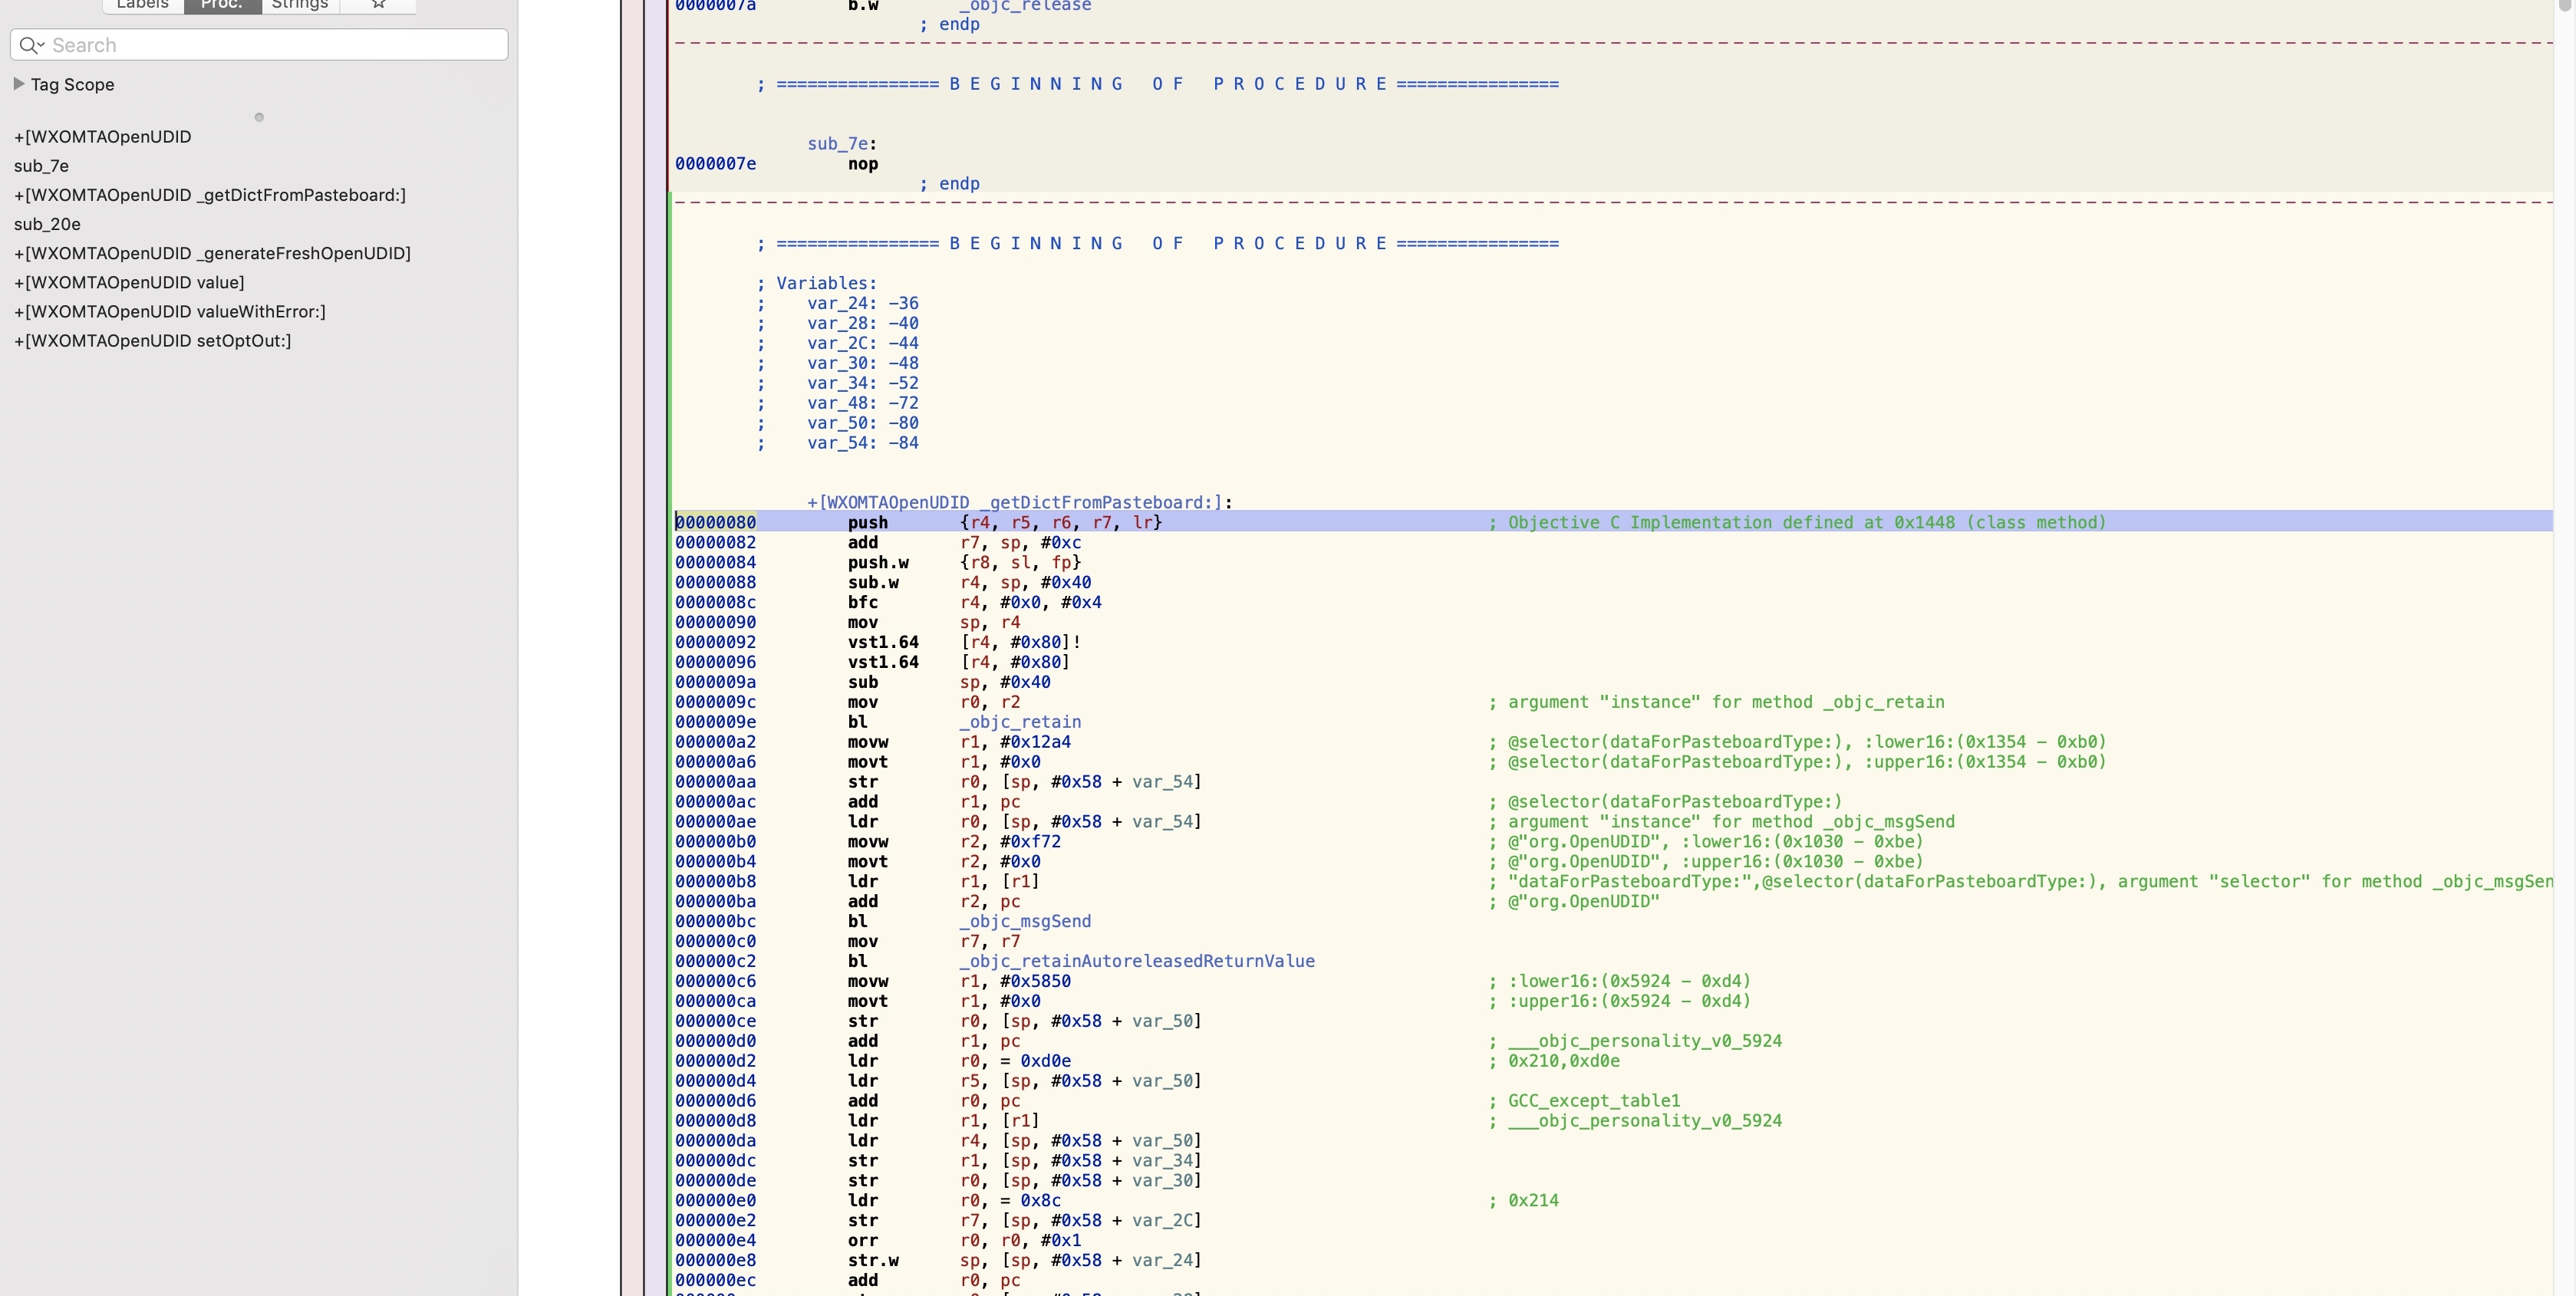 Labels Proc. Strings
Search
Tag Scope
+[WXOMTAOpenUDID
sub_7e
+[WXOMTAOpenUDID _getDictFromPasteboard:]
sub_20e
+[WXOMTAOpenUDID _generateFreshOpenUDID]
+[WXOMTAOpenUDID value]
+[WXOMTAOpenUDID valueWithError:]
+[WXOMTAOpenUDID setOptOut:]
0000007a b.w _objc_release
; endp
; ================ B E G I N N I N G   O F   P R O C E D U R E ================
sub_7e:
0000007e nop
; endp
; ================ B E G I N N I N G   O F   P R O C E D U R E ================
; Variables:
; var_24: -36
; var_28: -40
; var_2C: -44
; var_30: -48
; var_34: -52
; var_48: -72
; var_50: -80
; var_54: -84
+[WXOMTAOpenUDID _getDictFromPasteboard:]:
00000080 push {r4, r5, r6, r7, lr} ; Objective C Implementation defined at 0x1448 (class method)
00000082 add r7, sp, #0xc
00000084 push.w {r8, sl, fp}
00000088 sub.w r4, sp, #0x40
0000008c bfc r4, #0x0, #0x4
00000090 mov sp, r4
00000092 vst1.64 [r4, #0x80]!
00000096 vst1.64 [r4, #0x80]
0000009a sub sp, #0x40
0000009c mov r0, r2 ; argument "instance" for method _objc_retain
0000009e bl _objc_retain
000000a2 movw r1, #0x12a4 ; @selector(dataForPasteboardType:), :lower16:(0x1354 - 0xb0)
000000a6 movt r1, #0x0 ; @selector(dataForPasteboardType:), :upper16:(0x1354 - 0xb0)
000000aa str r0, [sp, #0x58 + var_54]
000000ac add r1, pc ; @selector(dataForPasteboardType:)
000000ae ldr r0, [sp, #0x58 + var_54] ; argument "instance" for method _objc_msgSend
000000b0 movw r2, #0xf72 ; @"org.OpenUDID", :lower16:(0x1030 - 0xbe)
000000b4 movt r2, #0x0 ; @"org.OpenUDID", :upper16:(0x1030 - 0xbe)
000000b8 ldr r1, [r1] ; "dataForPasteboardType:",@selector(dataForPasteboardType:), argument "selector" for method _objc_msgSen
000000ba add r2, pc ; @"org.OpenUDID"
000000bc bl _objc_msgSend
000000c0 mov r7, r7
000000c2 bl _objc_retainAutoreleasedReturnValue
000000c6 movw r1, #0x5850 ; :lower16:(0x5924 - 0xd4)
000000ca movt r1, #0x0 ; :upper16:(0x5924 - 0xd4)
000000ce str r0, [sp, #0x58 + var_50]
000000d0 add r1, pc ; ___objc_personality_v0_5924
000000d2 ldr r0, = 0xd0e ; 0x210,0xd0e
000000d4 ldr r5, [sp, #0x58 + var_50]
000000d6 add r0, pc ; GCC_except_table1
000000d8 ldr r1, [r1] ; ___objc_personality_v0_5924
000000da ldr r4, [sp, #0x58 + var_50]
000000dc str r1, [sp, #0x58 + var_34]
000000de str r0, [sp, #0x58 + var_30]
000000e0 ldr r0, = 0x8c ; 0x214
000000e2 str r7, [sp, #0x58 + var_2C]
000000e4 orr r0, r0, #0x1
000000e8 str.w sp, [sp, #0x58 + var_24]
000000ec add r0, pc